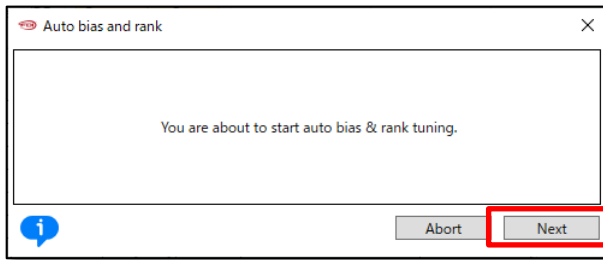 Auto bias and rank
You are about to start auto bias & rank tuning.
Abort
Next